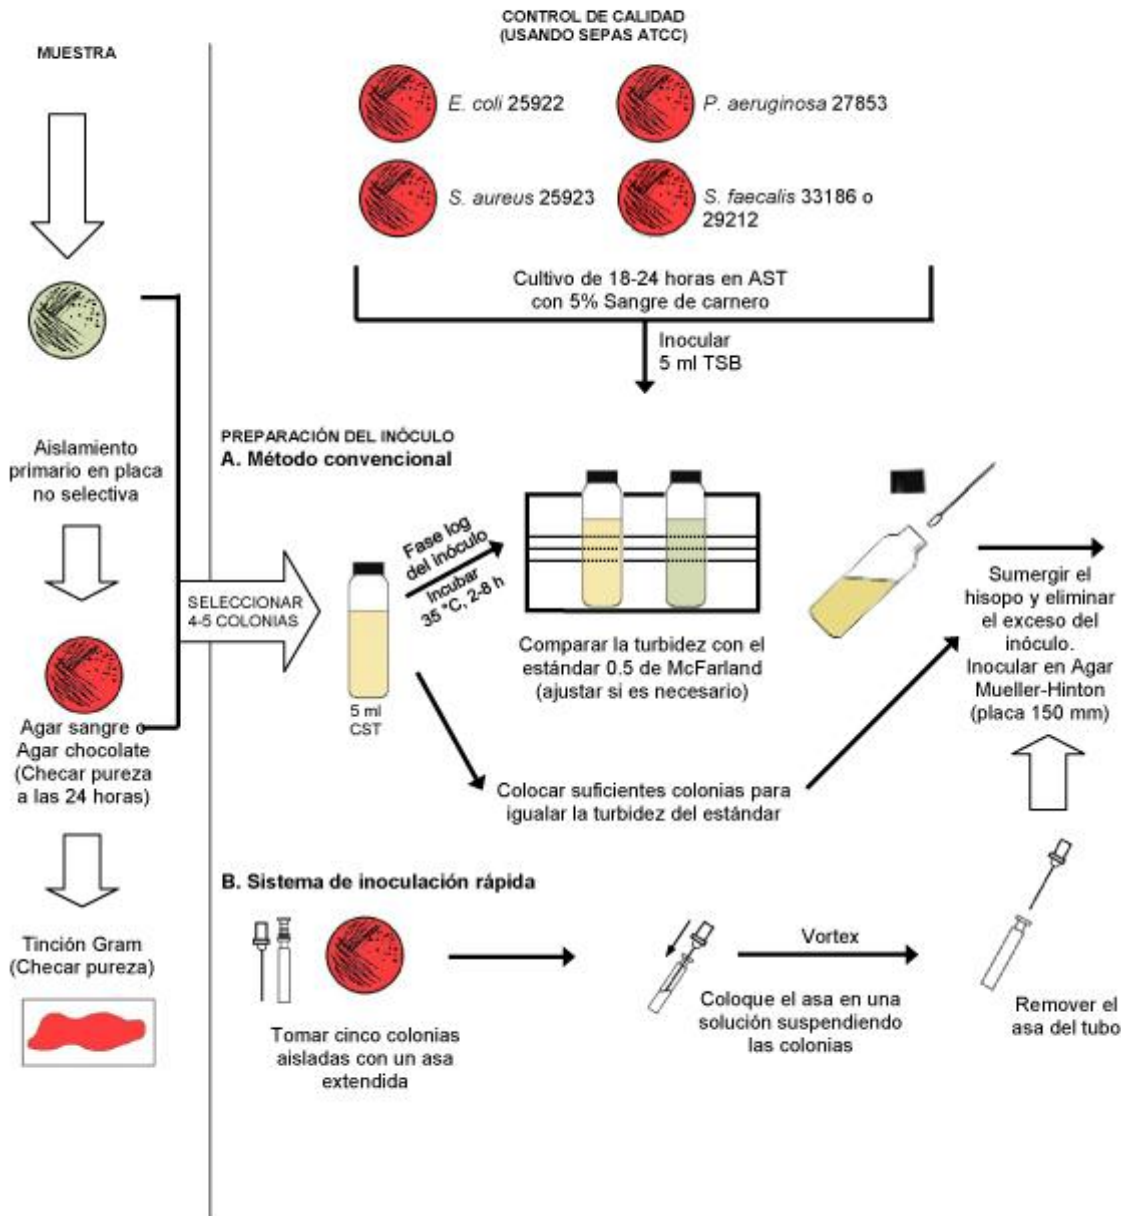 MUESTRA
Aislamiento
primario en placa
no selectiva
Agar sangre o
Agar chocolate
(Checar pureza
a las 24 horas)
Tinción Gram
(Checar pureza)
CONTROL DE CALIDAD
(USANDO SEPAS ATCC)
E. coli 25922
P. aeruginosa 27853
S. aureus 25923
S. faecalis 33186 o
29212
Cultivo de 18-24 horas en AST
con 5% Sangre de carnero
Inocular
5 ml TSB
PREPARACIÓN DEL INÓCULO
A. Método convencional
SELECCIONAR
4-5 COLONIAS
5 ml
CST
Fase log
del inóculo
Incubar
35 °C, 2-8 h
Comparar la turbidez con el
estándar 0.5 de McFarland
(ajustar si es necesario)
Colocar suficientes colonias para
igualar la turbidez del estándar
Sumergir el
hisopo y eliminar
el exceso del
inóculo.
Inocular en Agar
Mueller-Hinton
(placa 150 mm)
B. Sistema de inoculación rápida
Tomar cinco colonias
aisladas con un asa
extendida
Coloque el asa en una
solución suspendiendo
las colonias
Vortex
Remover el
asa del tubo